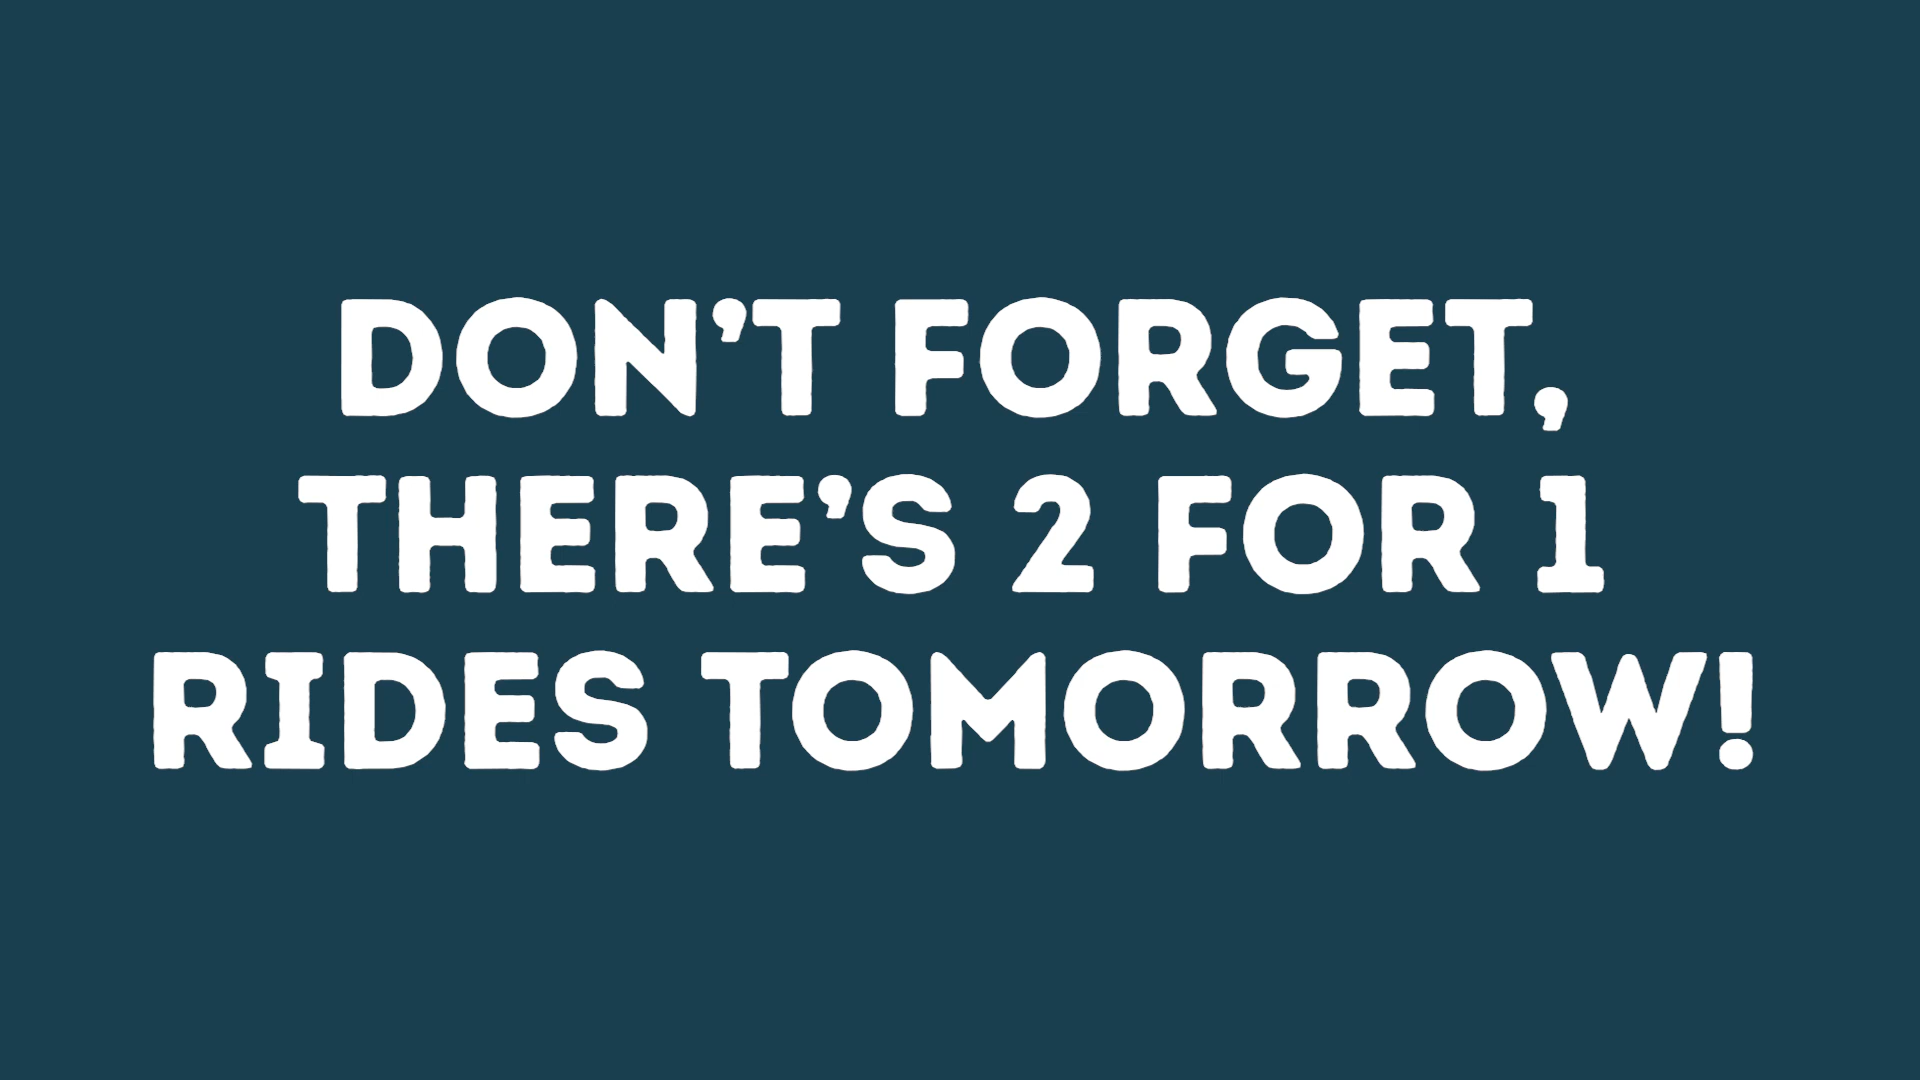 DON’T FORGET,
THERE’S 2 FOR 1
RIDES TOMORROW!